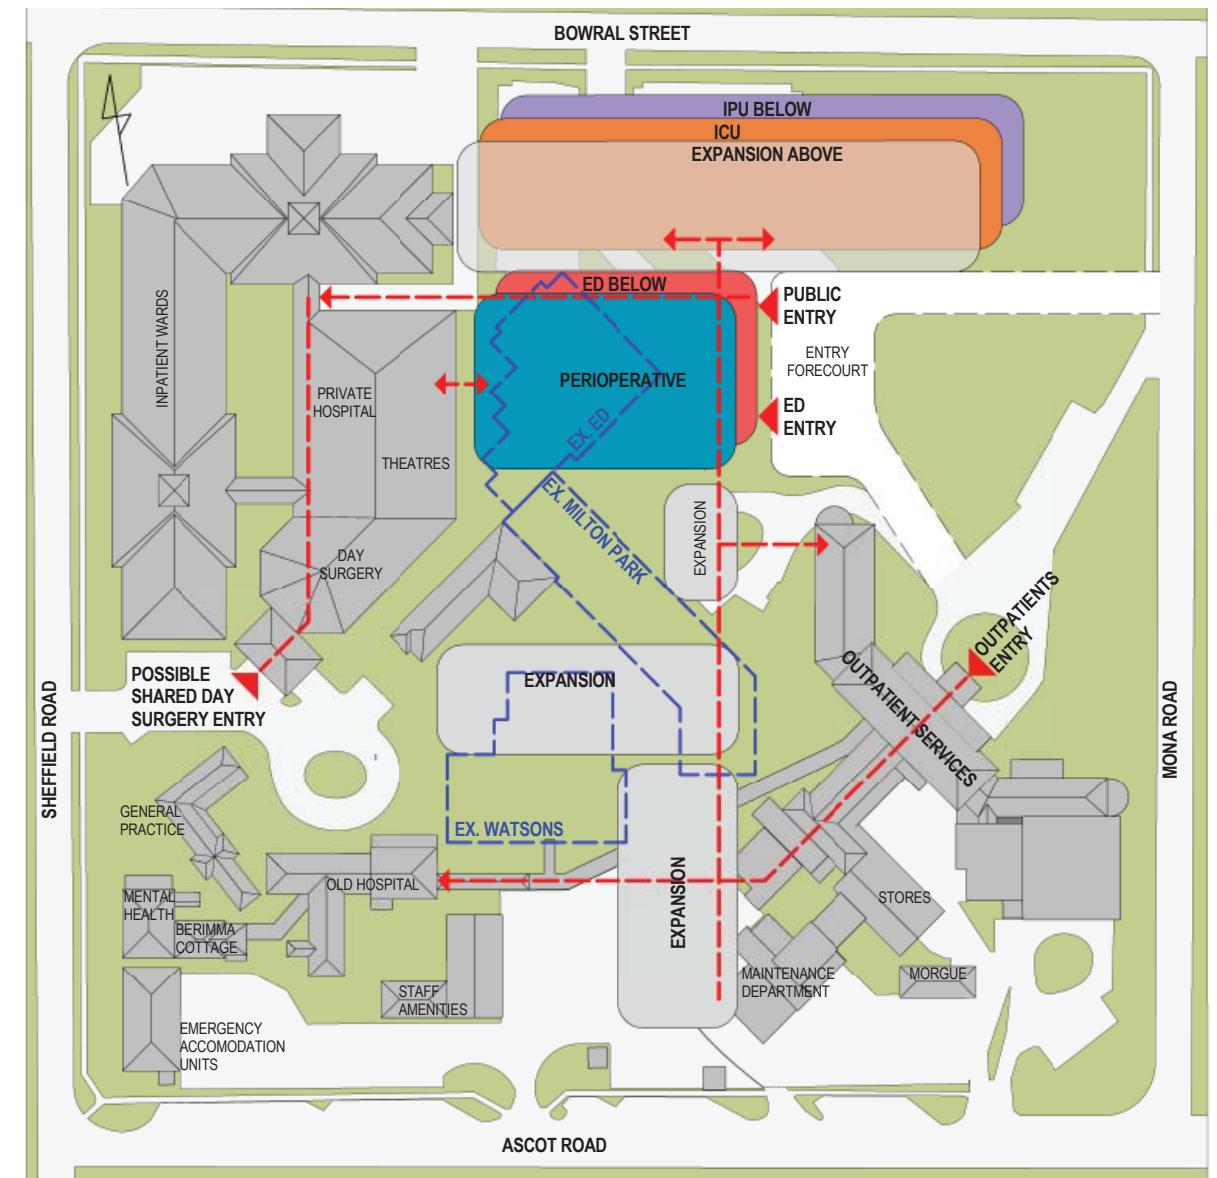 BOWRAL STREET
IPU BELOW
ICU
EXPANSION ABOVE
ED BELOW
PUBLIC
ENTRY
ENTRY
FORECOURT
INPATIENT WARDS
PRIVATE
HOSPITAL
PERIOPERATIVE
ED
ENTRY
EX. ED
THEATRES
EX. MILTON PARK
EXPANSION
DAY
SURGERY
OUTPATIENTS
ENTRY
POSSIBLE
SHARED DAY
SURGERY ENTRY
EXPANSION
OUTPATIENT SERVICES
SHEFFIELD ROAD
MONA ROAD
GENERAL
PRACTICE
EX. WATSONS
OLD HOSPITAL
EXPANSION
MENTAL
HEALTH
STORES
BERIMMA
COTTAGE
STAFF
AMENITIES
MAINTENANCE
DEPARTMENT
MORGUE
EMERGENCY
ACCOMODATION
UNITS
ASCOT ROAD